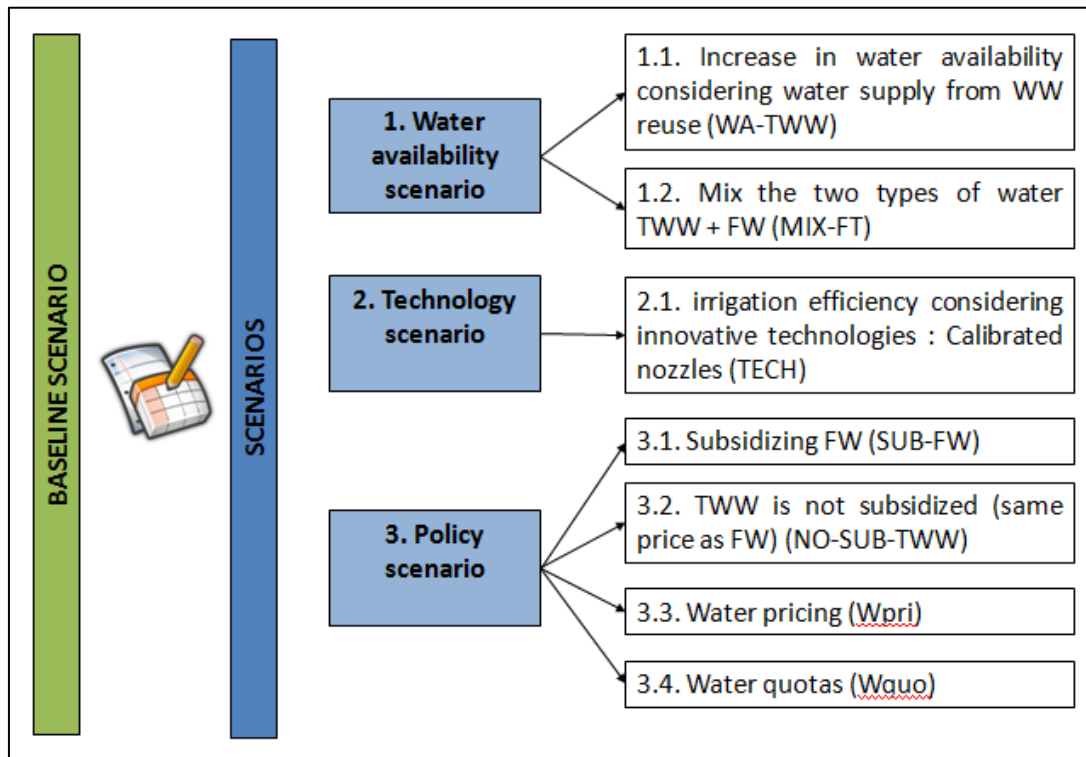 BASELINE SCENARIO
SCENARIOS
1. Water
availability
scenario
1.1. Increase in water availability
considering water supply from WW
reuse (WA-TWW)
1.2. Mix the two types of water
TWW + FW (MIX-FT)
2. Technology
scenario
2.1. irrigation efficiency considering
innovative technologies : Calibrated
nozzles (TECH)
3. Policy
scenario
3.1. Subsidizing FW (SUB-FW)
3.2. TWW is not subsidized (same
price as FW) (NO-SUB-TWW)
3.3. Water pricing (Wpri)
3.4. Water quotas (Wquo)